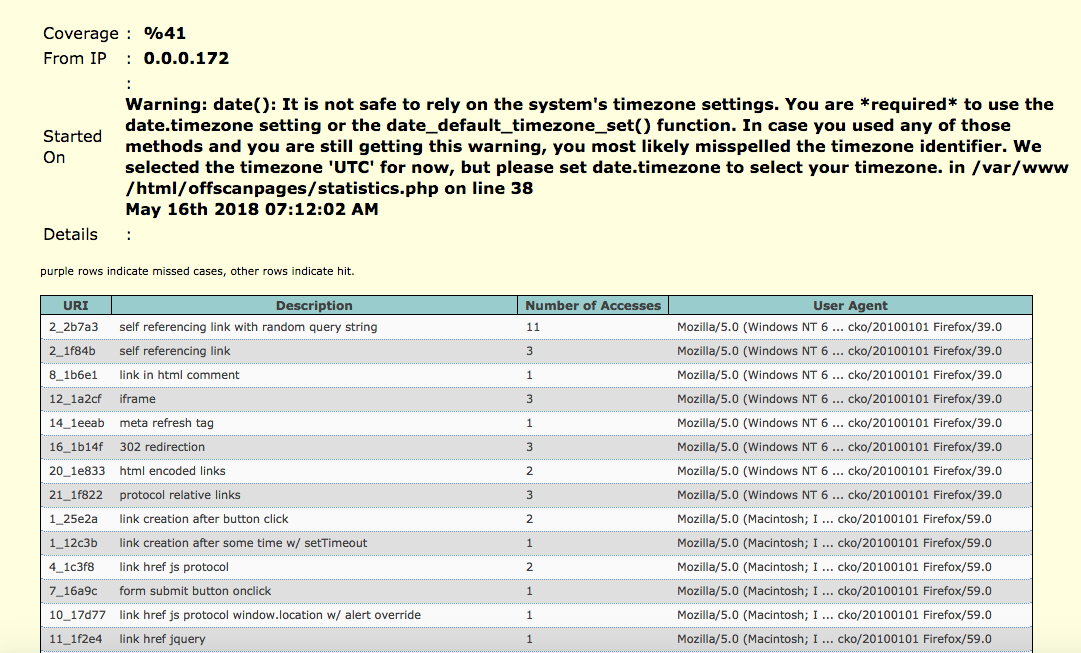 Coverage : %41
From IP : 0.0.0.172
:
Warning: date(): It is not safe to rely on the system's timezone settings. You are *required* to use the
date.timezone setting or the date_default_timezone_set() function. In case you used any of those
Started On
methods and you are still getting this warning, you most likely misspelled the timezone identifier. We
selected the timezone 'UTC' for now, but please set date.timezone to select your timezone. in /var/www
/html/offscanpages/statistics.php on line 38
May 16th 2018 07:12:02 AM
Details :
purple rows indicate missed cases, other rows indicate hit.
URI Description Number of Accesses User Agent
2_2b7a3 self referencing link with random query string 11 Mozilla/5.0 (Windows NT 6 ... cko/20100101 Firefox/39.0
2_1f84b self referencing link 3 Mozilla/5.0 (Windows NT 6 ... cko/20100101 Firefox/39.0
8_1b6e1 link in html comment 1 Mozilla/5.0 (Windows NT 6 ... cko/20100101 Firefox/39.0
12_1a2cf iframe 3 Mozilla/5.0 (Windows NT 6 ... cko/20100101 Firefox/39.0
14_1eeab meta refresh tag 1 Mozilla/5.0 (Windows NT 6 ... cko/20100101 Firefox/39.0
16_1b14f 302 redirection 3 Mozilla/5.0 (Windows NT 6 ... cko/20100101 Firefox/39.0
20_1e833 html encoded links 2 Mozilla/5.0 (Windows NT 6 ... cko/20100101 Firefox/39.0
21_1f822 protocol relative links 3 Mozilla/5.0 (Windows NT 6 ... cko/20100101 Firefox/39.0
1_25e2a link creation after button click 2 Mozilla/5.0 (Macintosh; I ... cko/20100101 Firefox/59.0
1_12c3b link creation after some time w/ setTimeout 1 Mozilla/5.0 (Macintosh; I ... cko/20100101 Firefox/59.0
4_1c3f8 link href js protocol 2 Mozilla/5.0 (Macintosh; I ... cko/20100101 Firefox/59.0
7_16a9c form submit button onclick 1 Mozilla/5.0 (Macintosh; I ... cko/20100101 Firefox/59.0
10_17d77 link href js protocol window.location w/ alert override 1 Mozilla/5.0 (Macintosh; I ... cko/20100101 Firefox/59.0
11_1f2e4 link href jquery 1 Mozilla/5.0 (Macintosh; I ... cko/20100101 Firefox/59.0